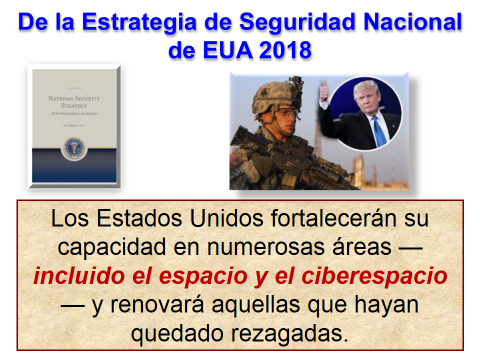 De la Estrategia de Seguridad Nacional
de EUA 2018
NATIONAL SECURITY
STRATEGY
Los Estados Unidos fortalecerán su
capacidad en numerosas áreas —
incluido el espacio y el ciberespacio
— y renovará aquellas que hayan
quedado rezagadas.